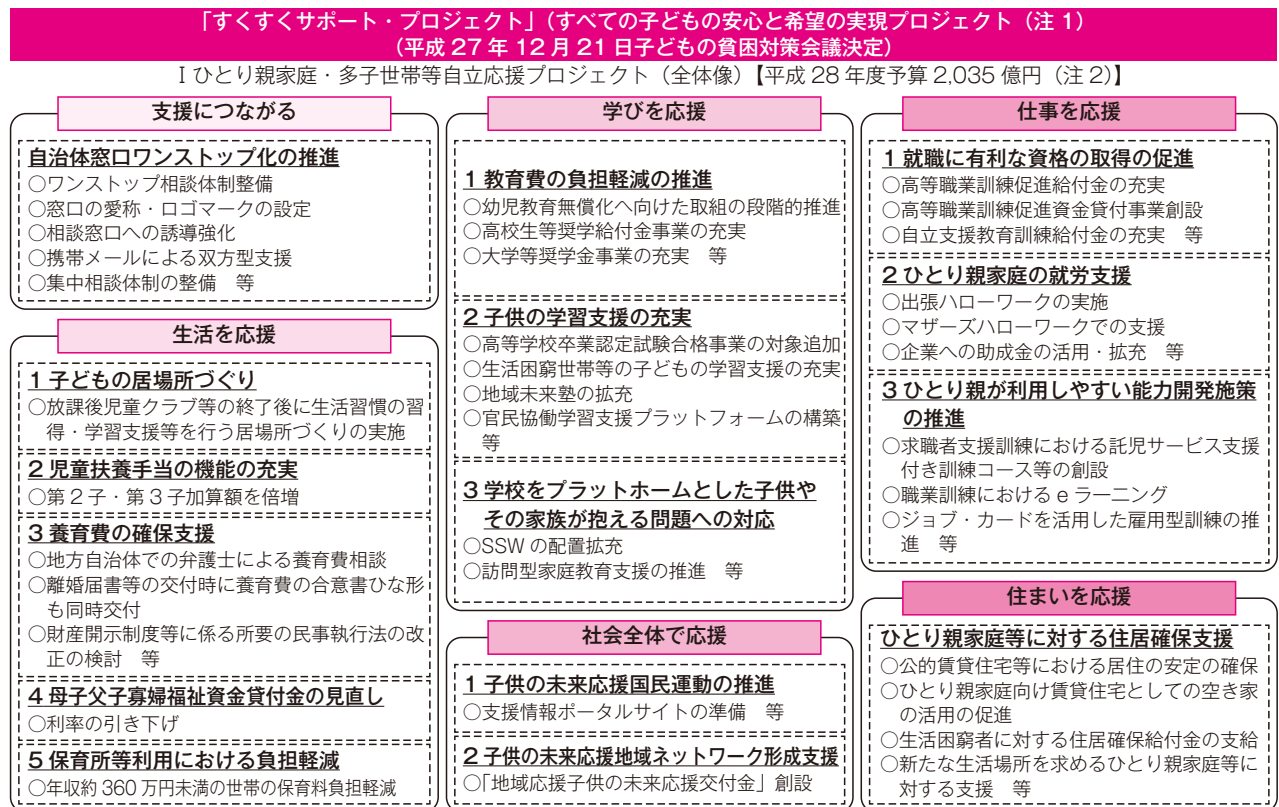 「すくすくサポート・プロジェクト」(すべての子どもの安心と希望の実現プロジェクト(注 1)
(平成 27 年 12 月 21 日子どもの貧困対策会議決定)
Ⅰひとり親家庭・多子世帯等自立応援プロジェクト(全体像)【平成 28 年度予算 2,035 億円(注 2)】
支援につながる
自治体窓口ワンストップ化の推進
○ワンストップ相談体制整備
○窓口の愛称・ロゴマークの設定
○相談窓口への誘導強化
○携帯メールによる双方型支援
○集中相談体制の整備 等
生活を応援
1 子どもの居場所づくり
○放課後児童クラブ等の終了後に生活習慣の習
得・学習支援等を行う居場所づくりの実施
2 児童扶養手当の機能の充実
○第 2 子・第 3 子加算額を倍増
3 養育費の確保支援
○地方自治体での弁護士による養育費相談
○離婚届書等の交付時に養育費の合意書ひな形
も同時交付
○財産開示制度等に係る所要の民事執行法の改
正の検討 等
4 母子父子寡婦福祉資金貸付金の見直し
○利率の引き下げ
5 保育所等利用における負担軽減
○年収約 360 万円未満の世帯の保育料負担軽減
学びを応援
1 教育費の負担軽減の推進
○幼児教育無償化へ向けた取組の段階的推進
○高校生等奨学給付金事業の充実
○大学等奨学金事業の充実 等
2 子供の学習支援の充実
○高等学校卒業認定試験合格事業の対象追加
○生活困窮世帯等の子どもの学習支援の充実
○地域未来塾の拡充
○官民協働学習支援プラットフォームの構築
等
3 学校をプラットホームとした子供や
その家族が抱える問題への対応
○SSW の配置拡充
○訪問型家庭教育支援の推進 等
社会全体で応援
1 子供の未来応援国民運動の推進
○支援情報ポータルサイトの準備 等
2 子供の未来応援地域ネットワーク形成支援
○「地域応援子供の未来応援交付金」創設
仕事を応援
1 就職に有利な資格の取得の促進
○高等職業訓練促進給付金の充実
○高等職業訓練促進資金貸付事業創設
○自立支援教育訓練給付金の充実 等
2 ひとり親家庭の就労支援
○出張ハローワークの実施
○マザーズハローワークでの支援
○企業への助成金の活用・拡充 等
3 ひとり親が利用しやすい能力開発施策
の推進
○求職者支援訓練における託児サービス支援
付き訓練コース等の創設
○職業訓練における e ラーニング
○ジョブ・カードを活用した雇用型訓練の推
進 等
住まいを応援
ひとり親家庭等に対する住居確保支援
○公的賃貸住宅等における居住の安定の確保
○ひとり親家庭向け賃貸住宅としての空き家
の活用の促進
○生活困窮者に対する住居確保給付金の支給
○新たな生活場所を求めるひとり親家庭等に
対する支援 等